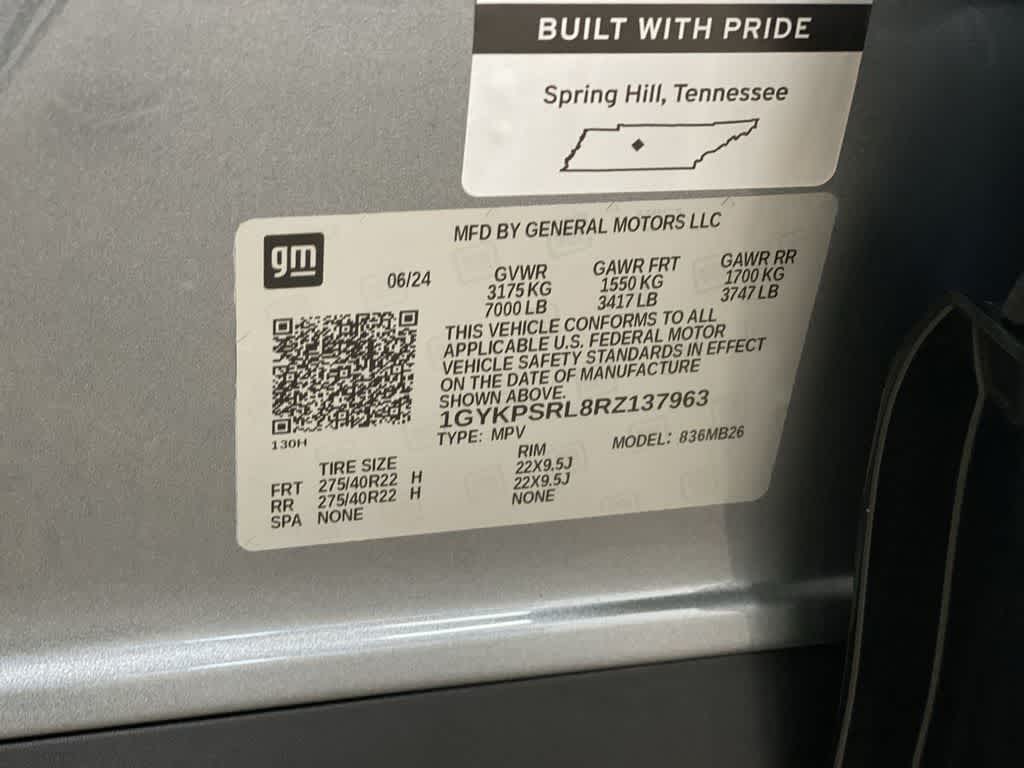 BUILT WITH PRIDE
Spring Hill, Tennessee
gm
MFD BY GENERAL MOTORS LLC
06/24
GVWR
3175 KG
7000 LB
GAWR FRT
1550 KG
3417 LB
GAWR RR
1700 KG
3747 LB
THIS VEHICLE CONFORMS TO ALL
APPLICABLE U.S. FEDERAL MOTOR
VEHICLE SAFETY STANDARDS IN EFFECT
ON THE DATE OF MANUFACTURE
SHOWN ABOVE.
1GYKPSRL8RZ137963
TYPE: MPV
MODEL: 836MB26
130H
TIRE SIZE RIM
FRT 275/40R22 H 22X9.5J
RR 275/40R22 H 22X9.5J
SPA NONE NONE